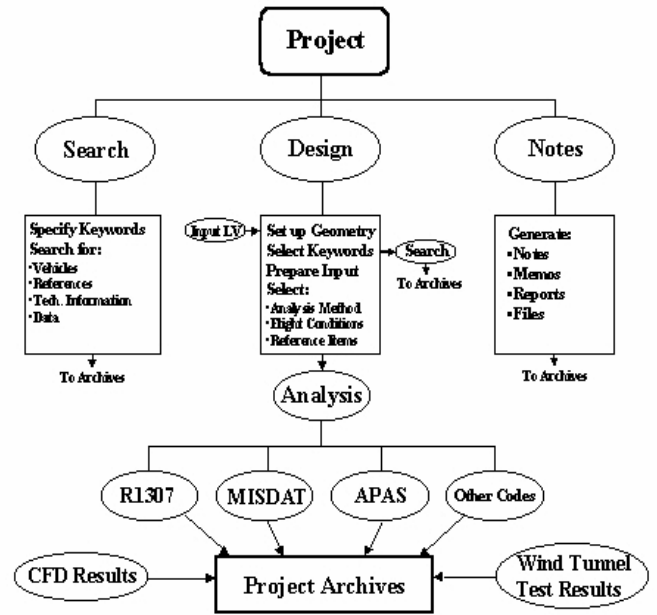 Project
Search
Design
Notes
Specify Keywords
Search for:
•Vehicles
•References
•Tech. Information
•Data
To Archives
Input LV
Set up Geometry
Select Keywords
Prepare Input
Select:
•Analysis Method
•Flight Conditions
•Reference Items
Search
To Archives
Generate:
•Notes
•Memos
•Reports
•Files
To Archives
Analysis
R1307
MISDAT
APAS
Other Codes
CFD Results
Project Archives
Wind Tunnel
Test Results